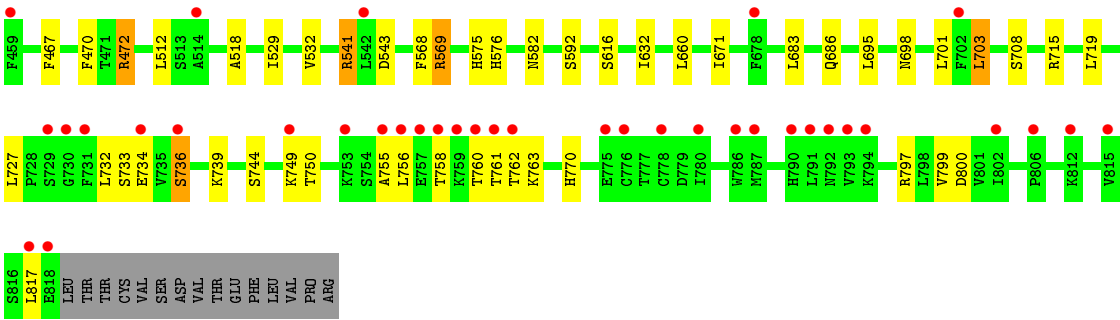 F459 F467 F470 T471 R472 L512 S513 A514 A518 I529 V532 R541 L542 D543 F568 R569 H575 H576 N582 S592 S616 I632 L660 I671 F678 L683 Q686 L695 N698 L701 F702 L703 S708 R715 L719
L727 P728 S729 G730 F731 L732 S733 E734 V735 S736 K739 S744 K749 T750 K753 S754 A755 L756 E757 T758 K759 T760 T761 T762 K763 H770 E775 C776 T777 C778 D779 I780 W786 M787 H790 L791 N792 V793 K794 R797 L798 V799 D800 V801 I802 P806 K812 V815
S816 L817 E818 LEU THR THR CYS VAL SER ASP VAL THR GLU PHE LEU VAL PRO ARG